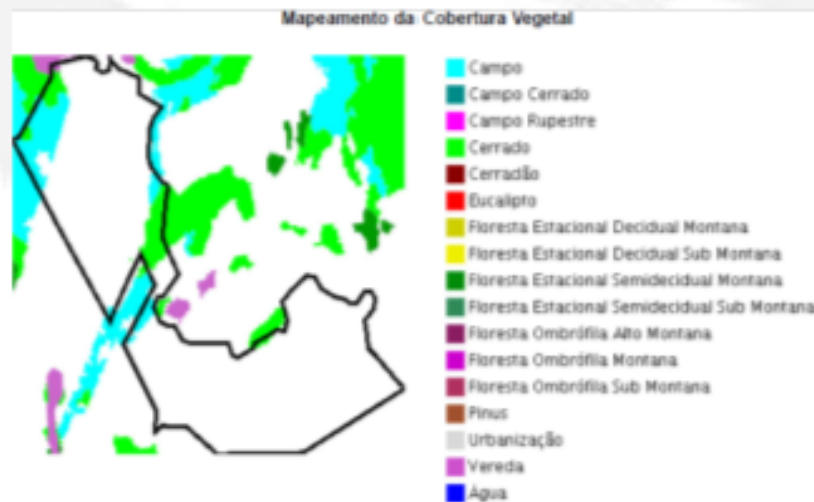 Mapeamento da Cobertura Vegetal
Campo
Campo Cerrado
Campo Rupestre
Cerrado
Cerradão
Eucalipto
Floresta Estacional Decidual Montana
Floresta Estacional Decidual Sub Montana
Floresta Estacional Semidecidual Montana
Floresta Estacional Semidecidual Sub Montana
Floresta Ombrófila Alto Montana
Floresta Ombrófila Montana
Floresta Ombrófila Sub Montana
Pinus
Urbanização
Vereda
Água